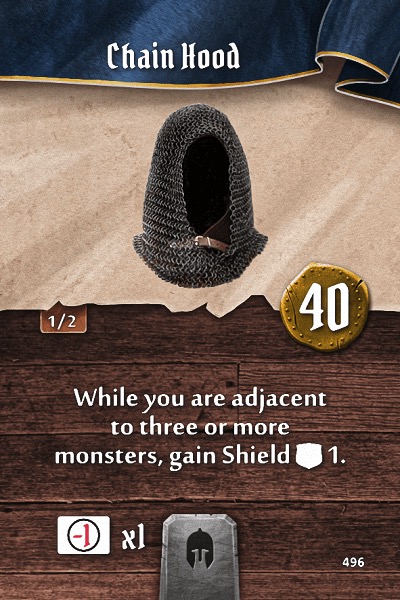 Chain Hood
40
1/2
While you are adjacent
to three or more
monsters, gain Shield 1.
-1 x1
496